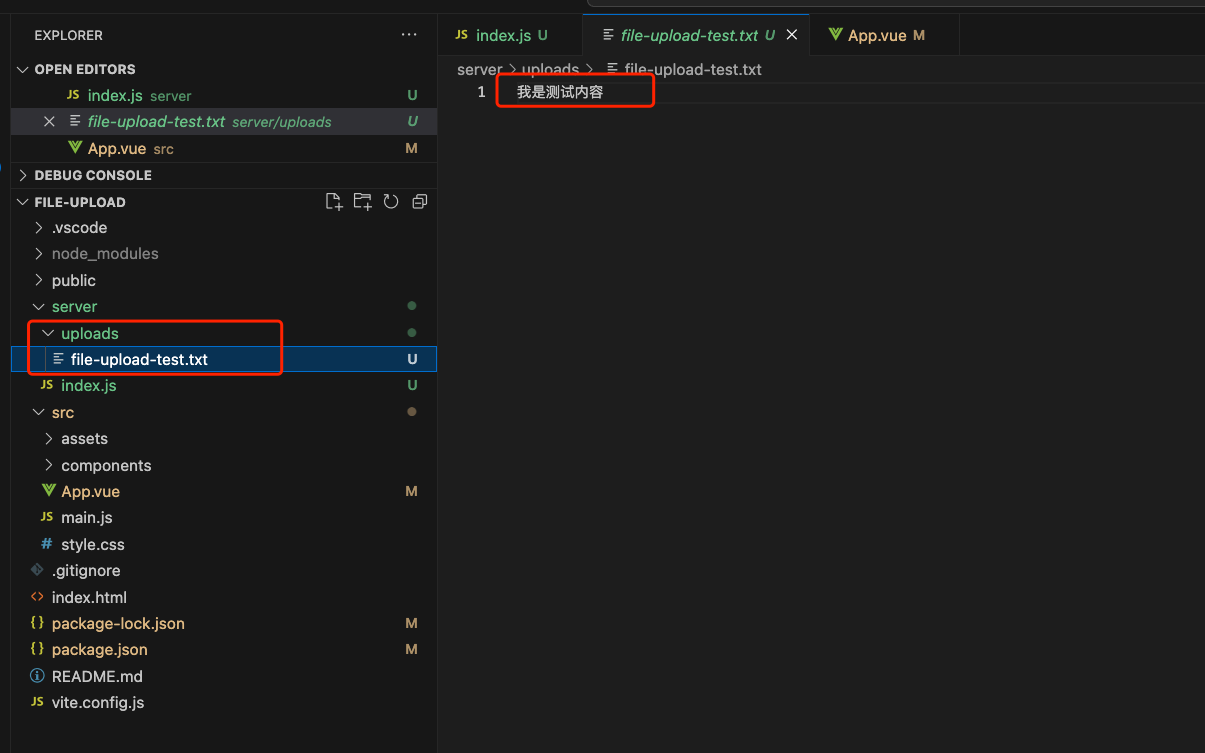 EXPLORER
OPEN EDITORS
JS index.js server U
file-upload-test.txt server/uploads U
App.vue src M
DEBUG CONSOLE
FILE-UPLOAD
.vscode
node_modules
public
server
uploads
file-upload-test.txt U
JS index.js U
src
assets
components
App.vue M
JS main.js
# style.css
.gitignore
<> index.html
{} package-lock.json M
{} package.json M
README.md
JS vite.config.js
JS index.js U
file-upload-test.txt U
App.vue M
server > uploads > file-upload-test.txt
1 我是测试内容